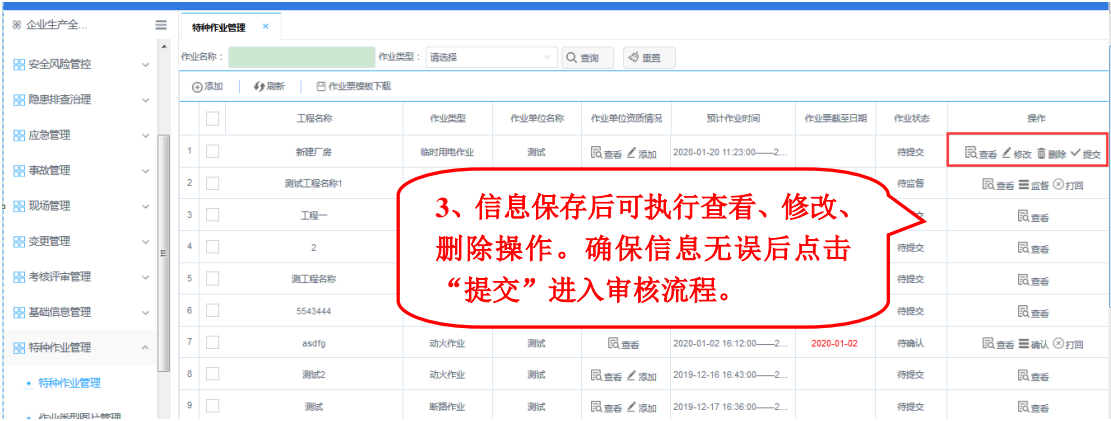 企业生产全...
特种作业管理 ×
安全风险管控
隐患排查治理
应急管理
事故管理
现场管理
变更管理
考核评审管理
基础信息管理
特种作业管理
特种作业管理
作业类型图片管理
作业名称： 作业类型： 请选择 查询 重置
添加 刷新 作业票模板下载
工程名称 作业类型 作业单位名称 作业单位资质情况 预计作业时间 作业票截至日期 作业状态 操作
1 新建厂房 临时用电作业 测试 查看 添加 2020-01-20 11:23:00——2... 待提交 查看 修改 删除 提交
2 测试工程名称1 待监督 查看 监督 打回
3 工程一 查看
4 2 待提交 查看
5 测工程名称 待提交 查看
6 5543444 待提交 查看
7 asdfg 动火作业 测试 查看 2020-01-02 16:12:00——2... 2020-01-02 待确认 查看 确认 打回
8 测试2 动火作业 测试 查看 添加 2019-12-16 16:43:00——2... 待提交 查看
9 测试 断路作业 测试 查看 添加 2019-12-17 16:36:00——2... 待提交 查看
3、信息保存后可执行查看、修改、
删除操作。确保信息无误后点击
“提交”进入审核流程。